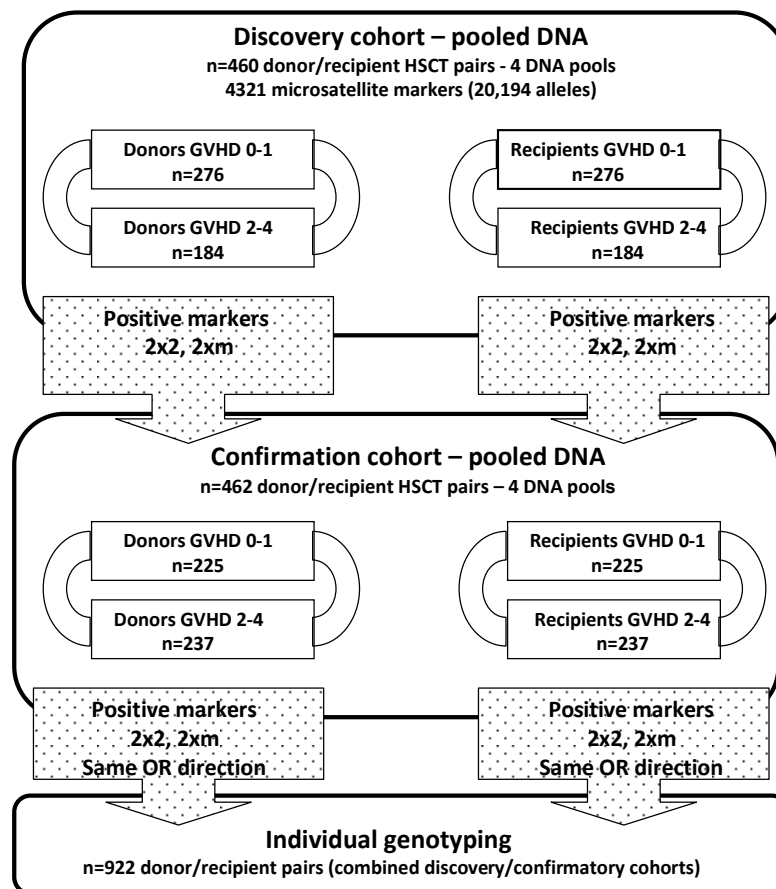 Discovery cohort – pooled DNA
n=460 donor/recipient HSCT pairs - 4 DNA pools
4321 microsatellite markers (20,194 alleles)
Donors GVHD 0-1
n=276
Donors GVHD 2-4
n=184
Recipients GVHD 0-1
n=276
Recipients GVHD 2-4
n=184
Positive markers
2x2, 2xm
Positive markers
2x2, 2xm
Confirmation cohort – pooled DNA
n=462 donor/recipient HSCT pairs – 4 DNA pools
Donors GVHD 0-1
n=225
Donors GVHD 2-4
n=237
Recipients GVHD 0-1
n=225
Recipients GVHD 2-4
n=237
Positive markers
2x2, 2xm
Same OR direction
Positive markers
2x2, 2xm
Same OR direction
Individual genotyping
n=922 donor/recipient pairs (combined discovery/confirmatory cohorts)